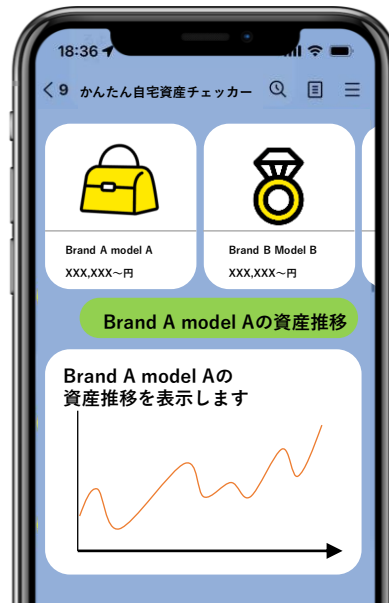 18:36
9 かんたん自宅資産チェッカー
Brand A model A
XXX,XXX～円
Brand B Model B
XXX,XXX～円
Brand A model Aの資産推移
Brand A model Aの
資産推移を表示します